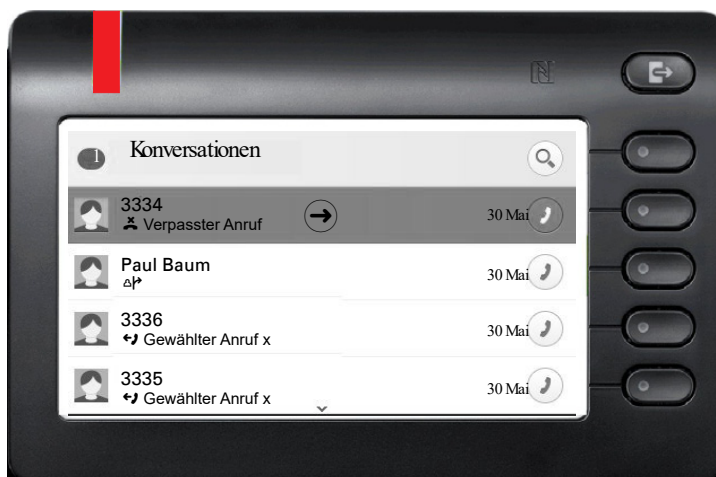 1 Konversationen
3334
Verpasster Anruf
30 Mai
Paul Baum
30 Mai
3336
Gewählter Anruf x
30 Mai
3335
Gewählter Anruf x
30 Mai